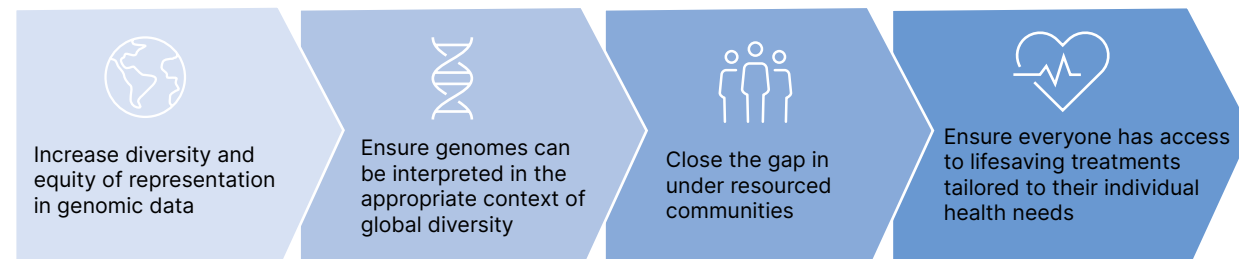 Increase diversity and
equity of representation
in genomic data
Ensure genomes can
be interpreted in the
appropriate context of
global diversity
Close the gap in
under resourced
communities
Ensure everyone has access
to lifesaving treatments
tailored to their individual
health needs